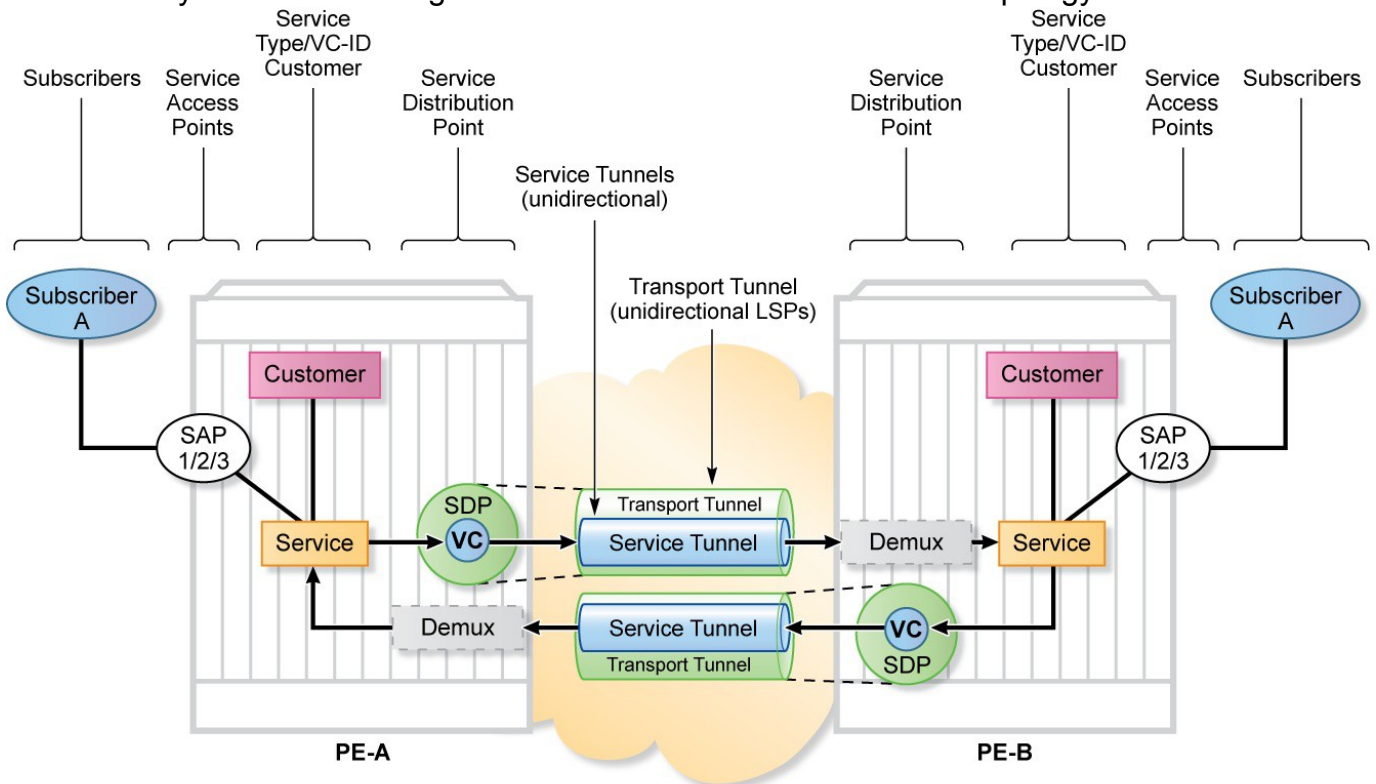 Service
Type/VC-ID
Customer
Service
Type/VC-ID
Customer
Subscribers
Service
Access
Points
Service
Distribution
Point
Service
Distribution
Point
Service
Access
Points
Subscribers
Service Tunnels
(unidirectional)
Transport Tunnel
(unidirectional LSPs)
Subscriber
A
Subscriber
A
Customer
Customer
SAP
1/2/3
SAP
1/2/3
SDP
VC
Transport Tunnel
Service
Service Tunnel
Demux
Service
Demux
Service Tunnel
Transport Tunnel
VC
SDP
PE-A
PE-B